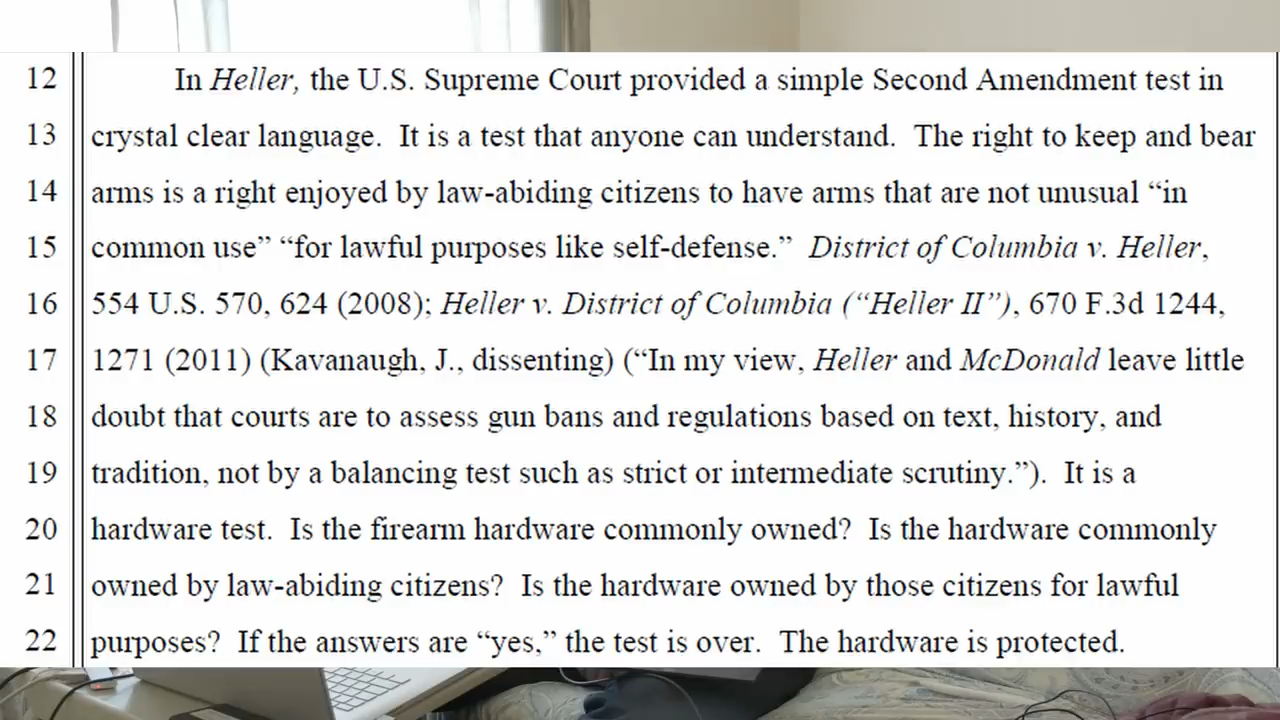 12 In Heller, the U.S. Supreme Court provided a simple Second Amendment test in
13 crystal clear language. It is a test that anyone can understand. The right to keep and bear
14 arms is a right enjoyed by law-abiding citizens to have arms that are not unusual “in
15 common use” “for lawful purposes like self-defense.” District of Columbia v. Heller,
16 554 U.S. 570, 624 (2008); Heller v. District of Columbia (“Heller II”), 670 F.3d 1244,
17 1271 (2011) (Kavanaugh, J., dissenting) (“In my view, Heller and McDonald leave little
18 doubt that courts are to assess gun bans and regulations based on text, history, and
19 tradition, not by a balancing test such as strict or intermediate scrutiny.”). It is a
20 hardware test. Is the firearm hardware commonly owned? Is the hardware commonly
21 owned by law-abiding citizens? Is the hardware owned by those citizens for lawful
22 purposes? If the answers are “yes,” the test is over. The hardware is protected.